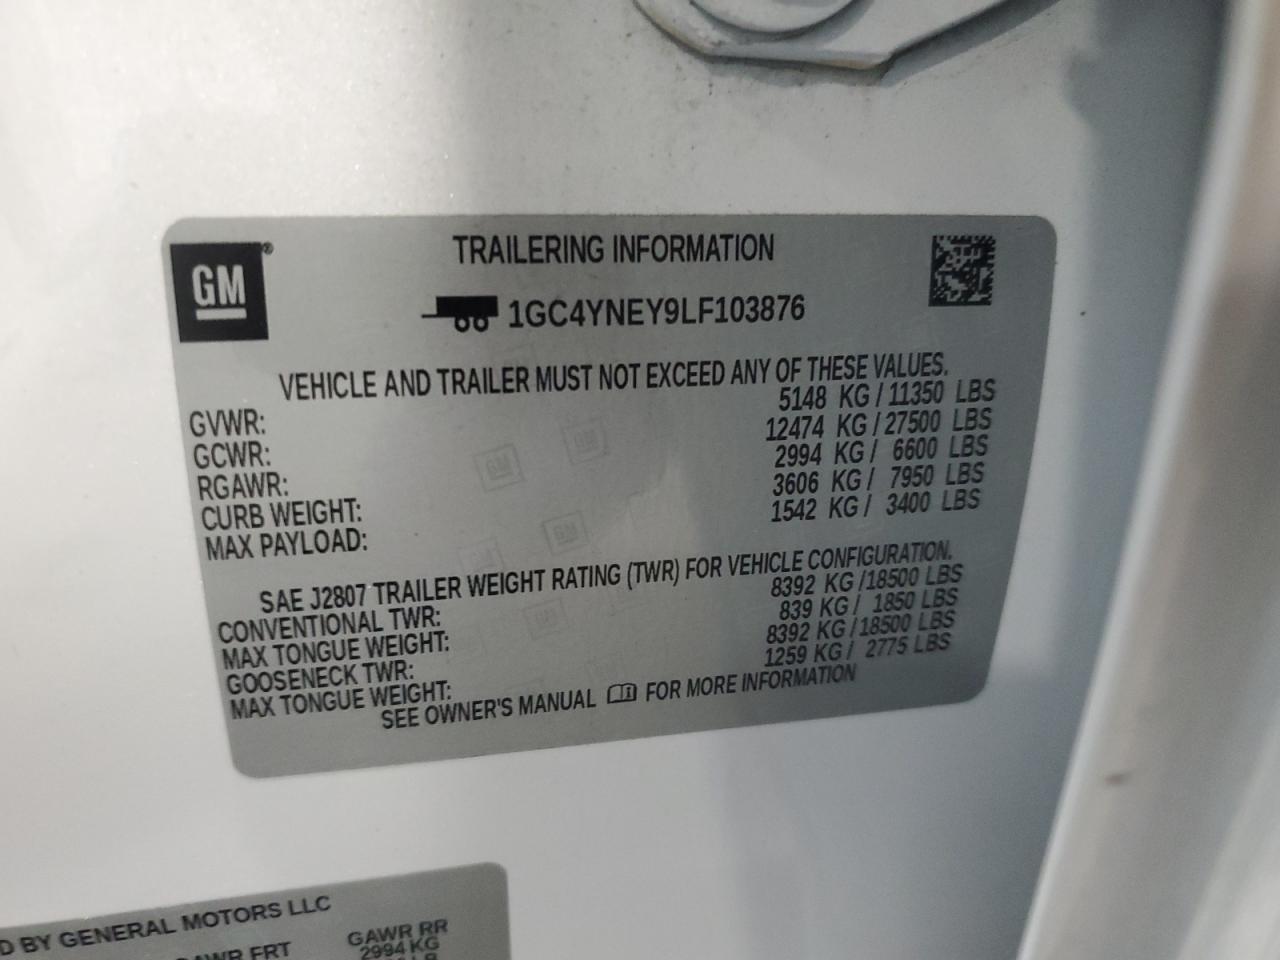 GM®
TRAILERING INFORMATION
1GC4YNEY9LF103876
VEHICLE AND TRAILER MUST NOT EXCEED ANY OF THESE VALUES.
GVWR: 5148 KG / 11350 LBS
GCWR: 12474 KG / 27500 LBS
RGAWR: 2994 KG / 6600 LBS
CURB WEIGHT: 3606 KG / 7950 LBS
MAX PAYLOAD: 1542 KG / 3400 LBS
SAE J2807 TRAILER WEIGHT RATING (TWR) FOR VEHICLE CONFIGURATION.
CONVENTIONAL TWR: 8392 KG / 18500 LBS
MAX TONGUE WEIGHT: 839 KG / 1850 LBS
GOOSENECK TWR: 8392 KG / 18500 LBS
MAX TONGUE WEIGHT: 1259 KG / 2775 LBS
SEE OWNER'S MANUAL FOR MORE INFORMATION
D BY GENERAL MOTORS LLC
GAWR FRT GAWR RR
2994 KG